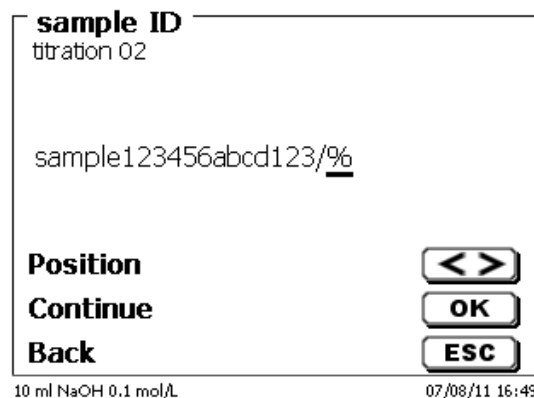 sample ID
titration 02
sample123456abcd123/%
Position < >
Continue OK
Back ESC
10 ml NaOH 0.1 mol/L 07/08/11 16:49